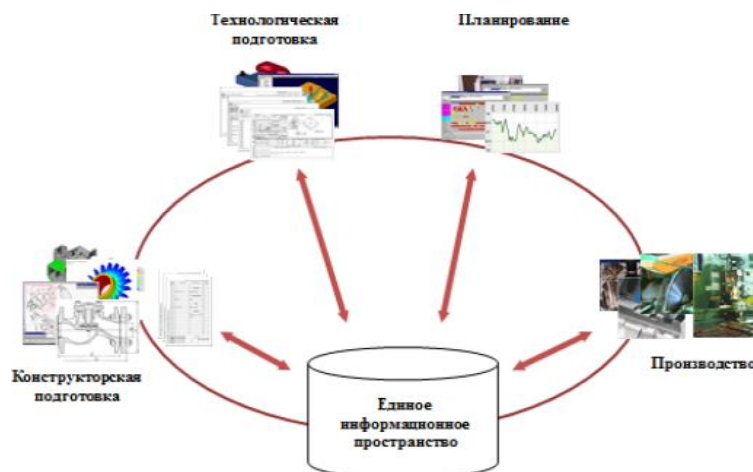 Технологическая
подготовка
Планирование
Конструкторская
подготовка
Производство
Единое
информационное
пространство